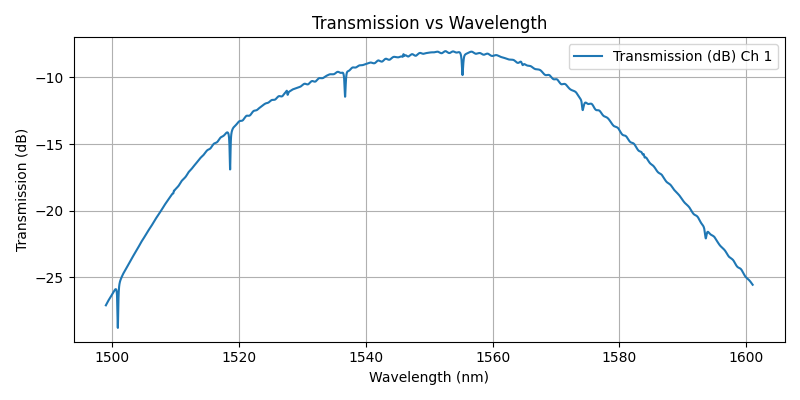 Transmission vs Wavelength
Transmission (dB) Ch 1
Transmission (dB)
−10
−15
−20
−25
1500 1520 1540 1560 1580 1600
Wavelength (nm)